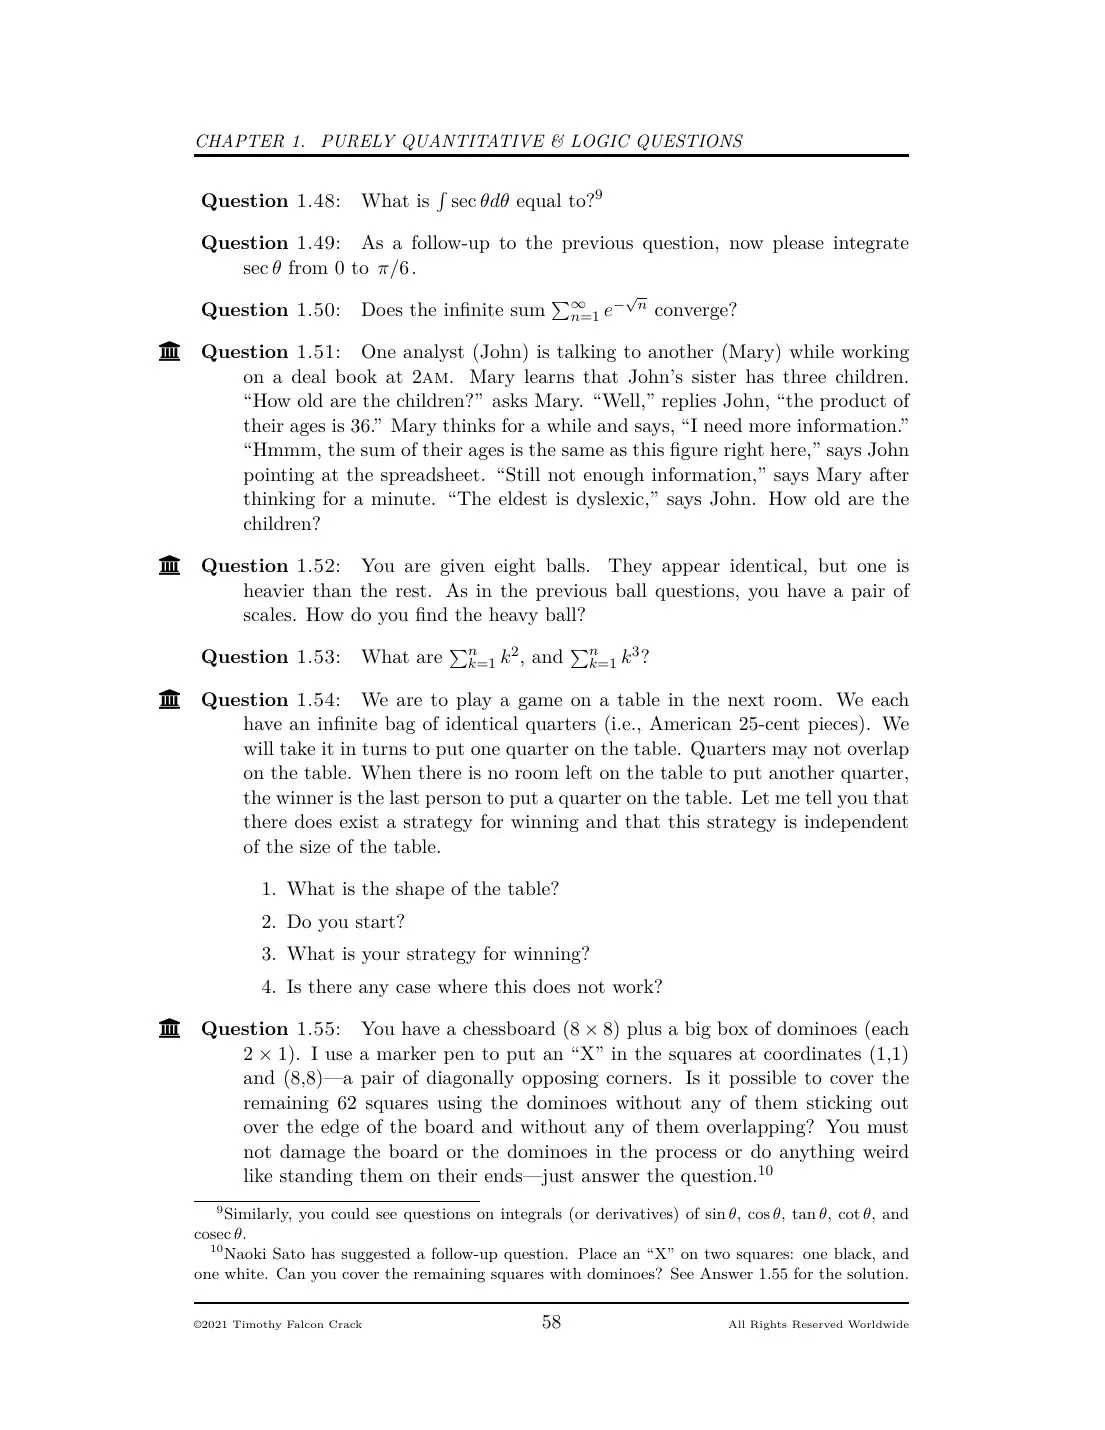 CHAPTER 1. PURELY QUANTITATIVE & LOGIC QUESTIONS
Question 1.48: What is ∫ sec θdθ equal to?⁹
Question 1.49: As a follow-up to the previous question, now please integrate
sec θ from 0 to π/6.
Question 1.50: Does the infinite sum ∑_{n=1}^{∞} e^{−√n} converge?
Question 1.51: One analyst (John) is talking to another (Mary) while working
on a deal book at 2AM. Mary learns that John's sister has three children.
“How old are the children?” asks Mary. “Well,” replies John, “the product of
their ages is 36.” Mary thinks for a while and says, “I need more information.”
“Hmmm, the sum of their ages is the same as this figure right here,” says John
pointing at the spreadsheet. “Still not enough information,” says Mary after
thinking for a minute. “The eldest is dyslexic,” says John. How old are the
children?
Question 1.52: You are given eight balls. They appear identical, but one is
heavier than the rest. As in the previous ball questions, you have a pair of
scales. How do you find the heavy ball?
Question 1.53: What are ∑_{k=1}^{n} k², and ∑_{k=1}^{n} k³?
Question 1.54: We are to play a game on a table in the next room. We each
have an infinite bag of identical quarters (i.e., American 25-cent pieces). We
will take it in turns to put one quarter on the table. Quarters may not overlap
on the table. When there is no room left on the table to put another quarter,
the winner is the last person to put a quarter on the table. Let me tell you that
there does exist a strategy for winning and that this strategy is independent
of the size of the table.
1. What is the shape of the table?
2. Do you start?
3. What is your strategy for winning?
4. Is there any case where this does not work?
Question 1.55: You have a chessboard (8 × 8) plus a big box of dominoes (each
2 × 1). I use a marker pen to put an “X” in the squares at coordinates (1,1)
and (8,8)—a pair of diagonally opposing corners. Is it possible to cover the
remaining 62 squares using the dominoes without any of them sticking out
over the edge of the board and without any of them overlapping? You must
not damage the board or the dominoes in the process or do anything weird
like standing them on their ends—just answer the question.¹⁰
⁹Similarly, you could see questions on integrals (or derivatives) of sin θ, cos θ, tan θ, cot θ, and
cosec θ.
¹⁰Naoki Sato has suggested a follow-up question. Place an “X” on two squares: one black, and
one white. Can you cover the remaining squares with dominoes? See Answer 1.55 for the solution.
©2021 Timothy Falcon Crack 58 All Rights Reserved Worldwide